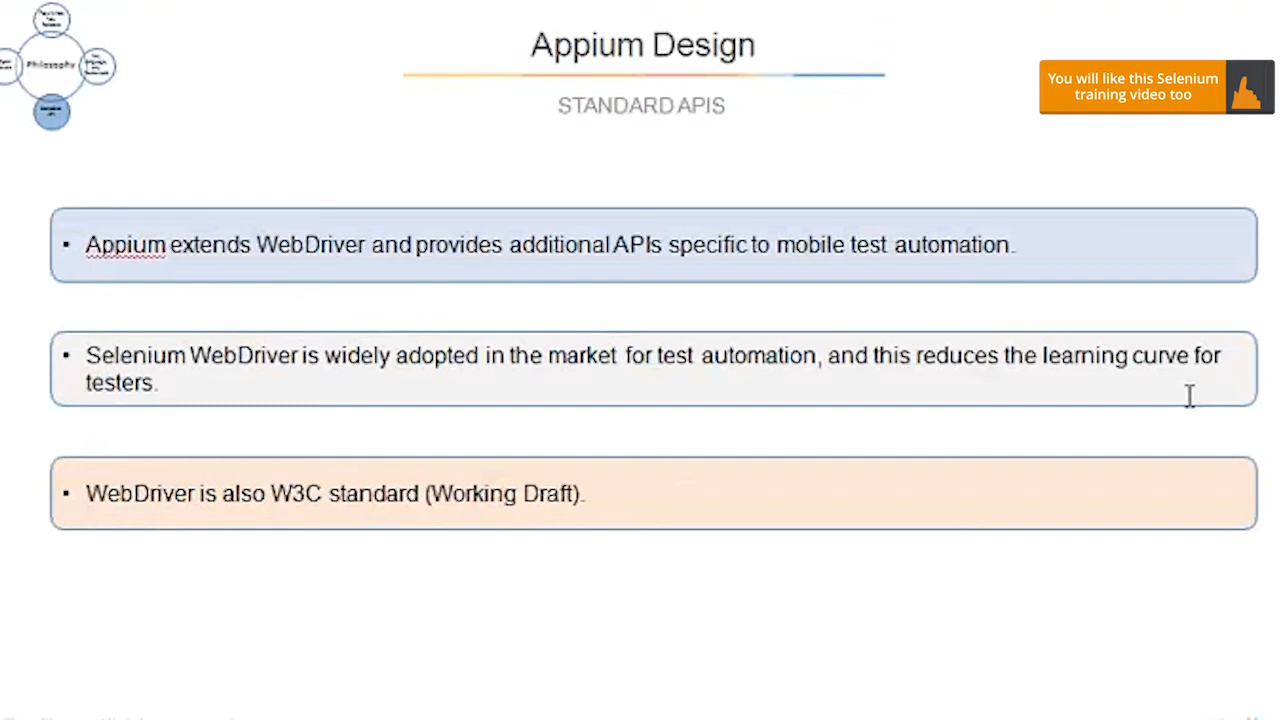 Philosophy
Appium Design
STANDARD APIS
You will like this Selenium
training video too
• Appium extends WebDriver and provides additional APIs specific to mobile test automation.
• Selenium WebDriver is widely adopted in the market for test automation, and this reduces the learning curve for
testers.
• WebDriver is also W3C standard (Working Draft).